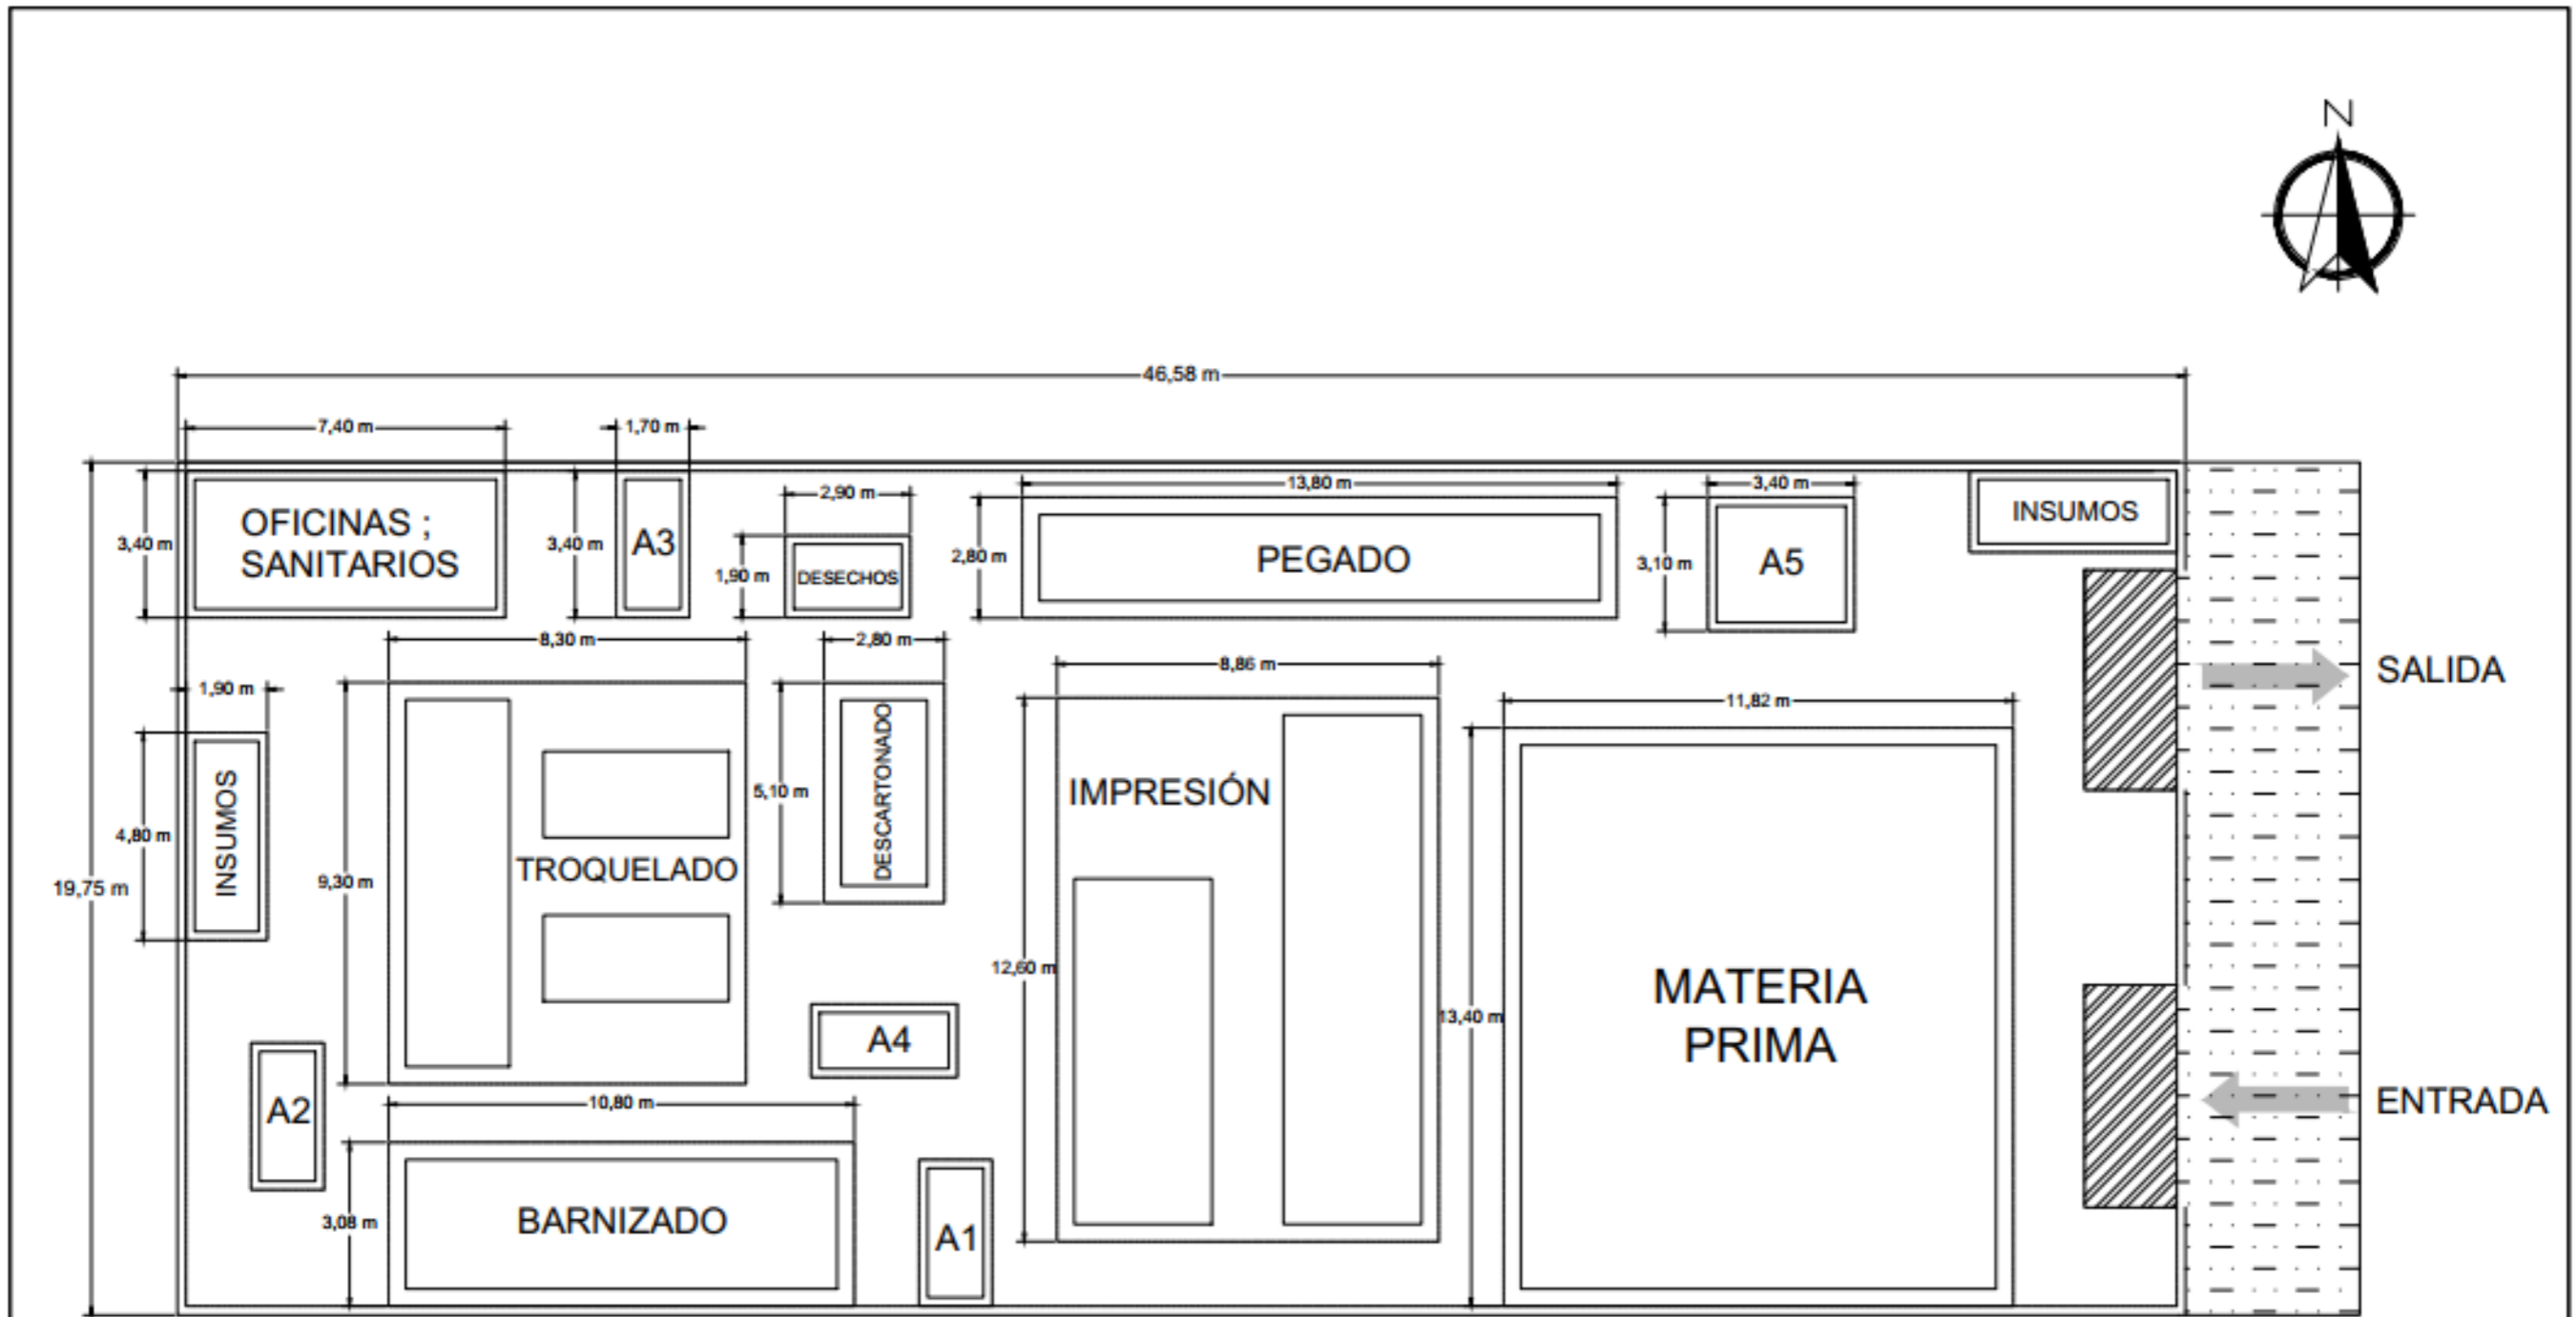 N
46,58 m
7,40 m
1,70 m
2,90 m
13,80 m
3,40 m
OFICINAS ;
SANITARIOS
3,40 m
3,40 m
A3
1,90 m
DESECHOS
2,80 m
PEGADO
3,10 m
A5
INSUMOS
8,30 m
2,80 m
8,86 m
11,82 m
SALIDA
1,90 m
4,80 m
INSUMOS
19,75 m
9,30 m
TROQUELADO
5,10 m
DESCARTONADO
IMPRESIÓN
12,60 m
13,40 m
MATERIA
PRIMA
A4
A2
10,80 m
ENTRADA
3,08 m
BARNIZADO
A1